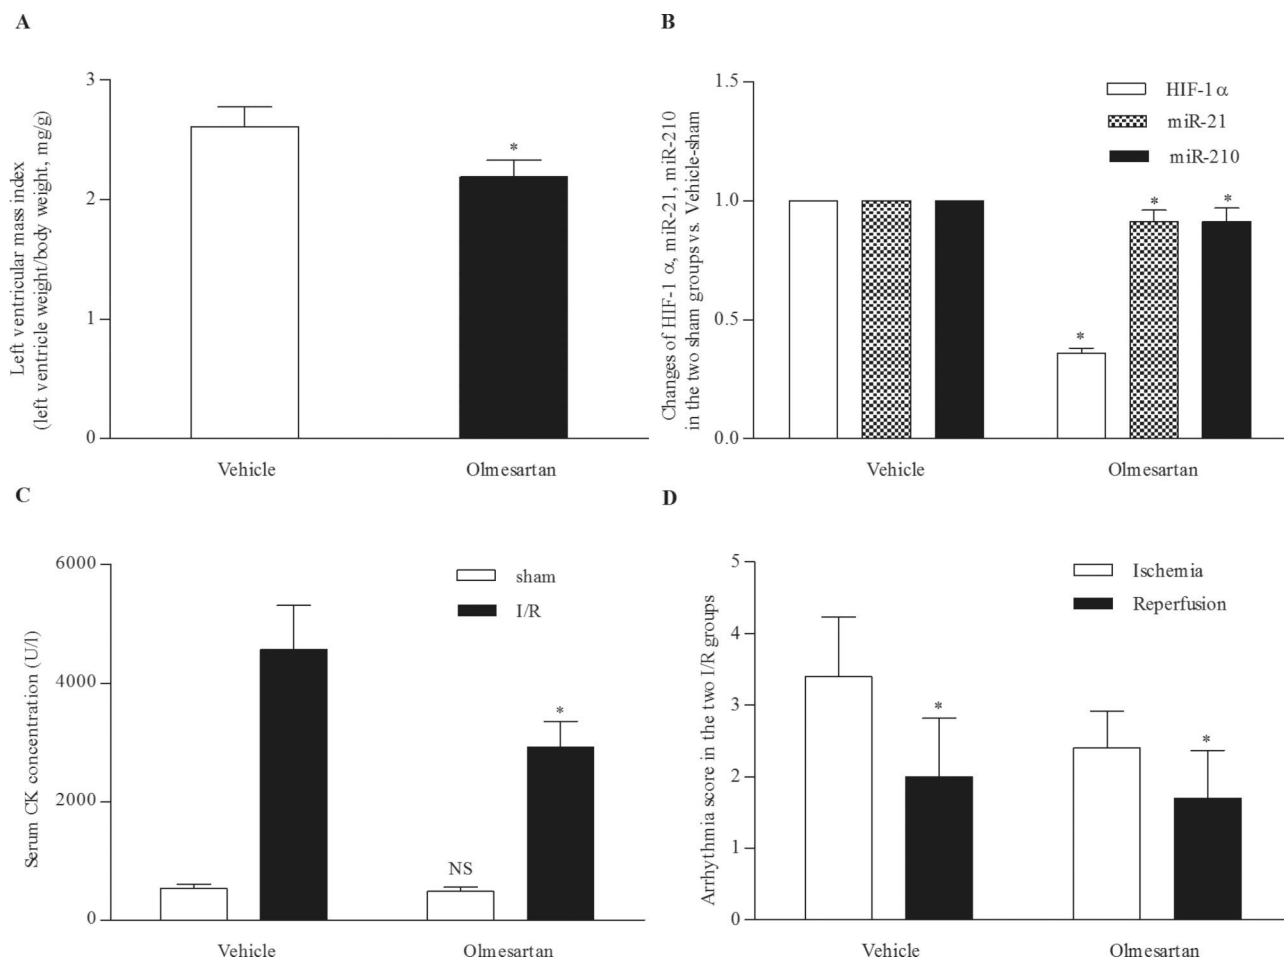 A
Left ventricular mass index
(left ventricle weight/body weight, mg/g)
3
2
1
0
*
Vehicle
Olmesartan
B
Changes of HIF-1 α, miR-21, miR-210
in the two sham groups vs. Vehicle-sham
1.5
1.0
0.5
0.0
HIF-1 α
miR-21
miR-210
*
*
*
Vehicle
Olmesartan
C
Serum CK concentration (U/l)
6000
4000
2000
0
sham
I/R
NS
*
Vehicle
Olmesartan
D
Arrhythmia score in the two I/R groups
5
4
3
2
1
0
Ischemia
Reperfusion
*
*
Vehicle
Olmesartan